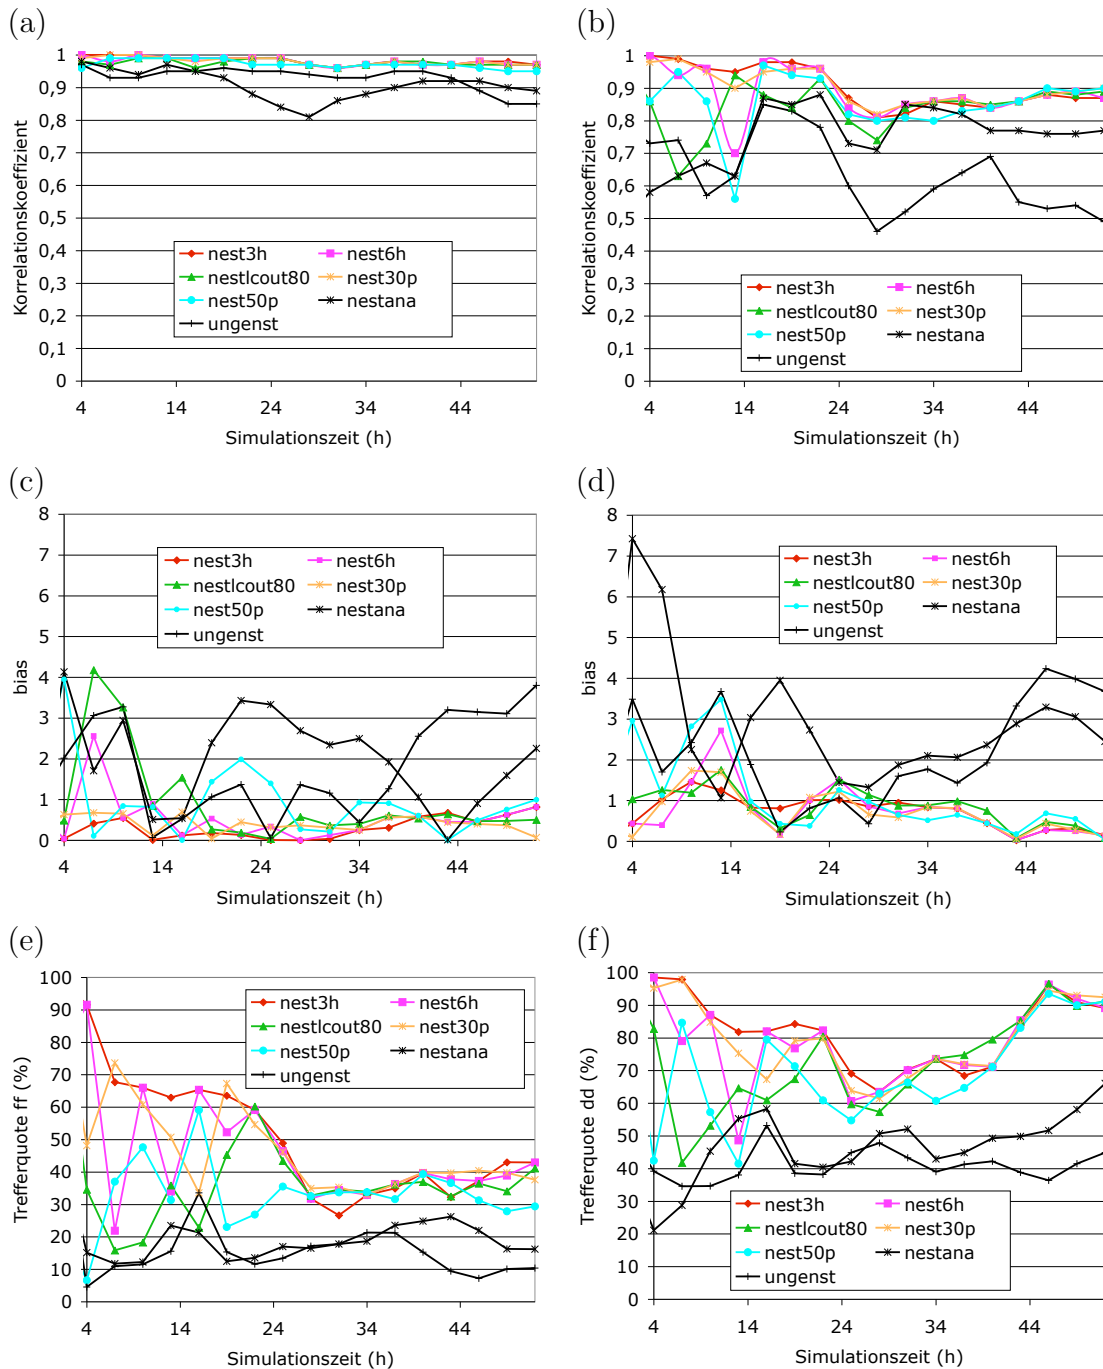 (a)
1
0,9
0,8
0,7
0,6
0,5
0,4
0,3
0,2
0,1
0
Korrelationskoeffizient
nest3h nest6h
nestlcout80 nest30p
nest50p nestana
ungenst
4 14 24 34 44
Simulationszeit (h)
(b)
1
0,9
0,8
0,7
0,6
0,5
0,4
0,3
0,2
0,1
0
Korrelationskoeffizient
nest3h nest6h
nestlcout80 nest30p
nest50p nestana
ungenst
4 14 24 34 44
Simulationszeit (h)
(c)
8
7
6
5
4
3
2
1
0
bias
nest3h nest6h
nestlcout80 nest30p
nest50p nestana
ungenst
4 14 24 34 44
Simulationszeit (h)
(d)
8
7
6
5
4
3
2
1
0
bias
nest3h nest6h
nestlcout80 nest30p
nest50p nestana
ungenst
4 14 24 34 44
Simulationszeit (h)
(e)
100
90
80
70
60
50
40
30
20
10
0
Trefferquote ff (%)
nest3h nest6h
nestlcout80 nest30p
nest50p nestana
ungenst
4 14 24 34 44
Simulationszeit (h)
(f)
100
90
80
70
60
50
40
30
20
10
0
Trefferquote dd (%)
nest3h nest6h
nestlcout80 nest30p
nest50p nestana
ungenst
4 14 24 34 44
Simulationszeit (h)